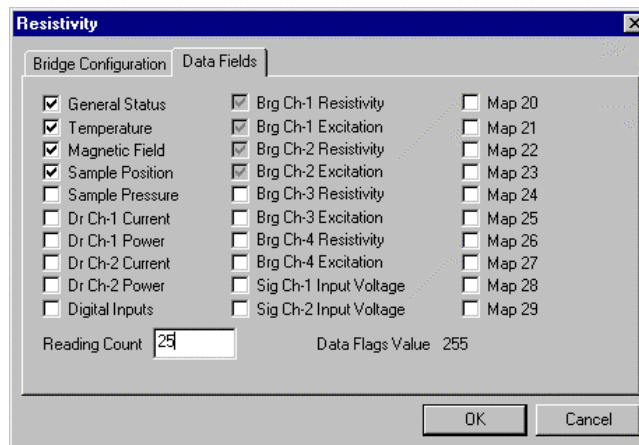 Resistivity
Bridge Configuration Data Fields
General Status Brg Ch-1 Resistivity Map 20
Temperature Brg Ch-1 Excitation Map 21
Magnetic Field Brg Ch-2 Resistivity Map 22
Sample Position Brg Ch-2 Excitation Map 23
Sample Pressure Brg Ch-3 Resistivity Map 24
Dr Ch-1 Current Brg Ch-3 Excitation Map 25
Dr Ch-1 Power Brg Ch-4 Resistivity Map 26
Dr Ch-2 Current Brg Ch-4 Excitation Map 27
Dr Ch-2 Power Sig Ch-1 Input Voltage Map 28
Digital Inputs Sig Ch-2 Input Voltage Map 29
Reading Count 25 Data Flags Value 255
OK Cancel